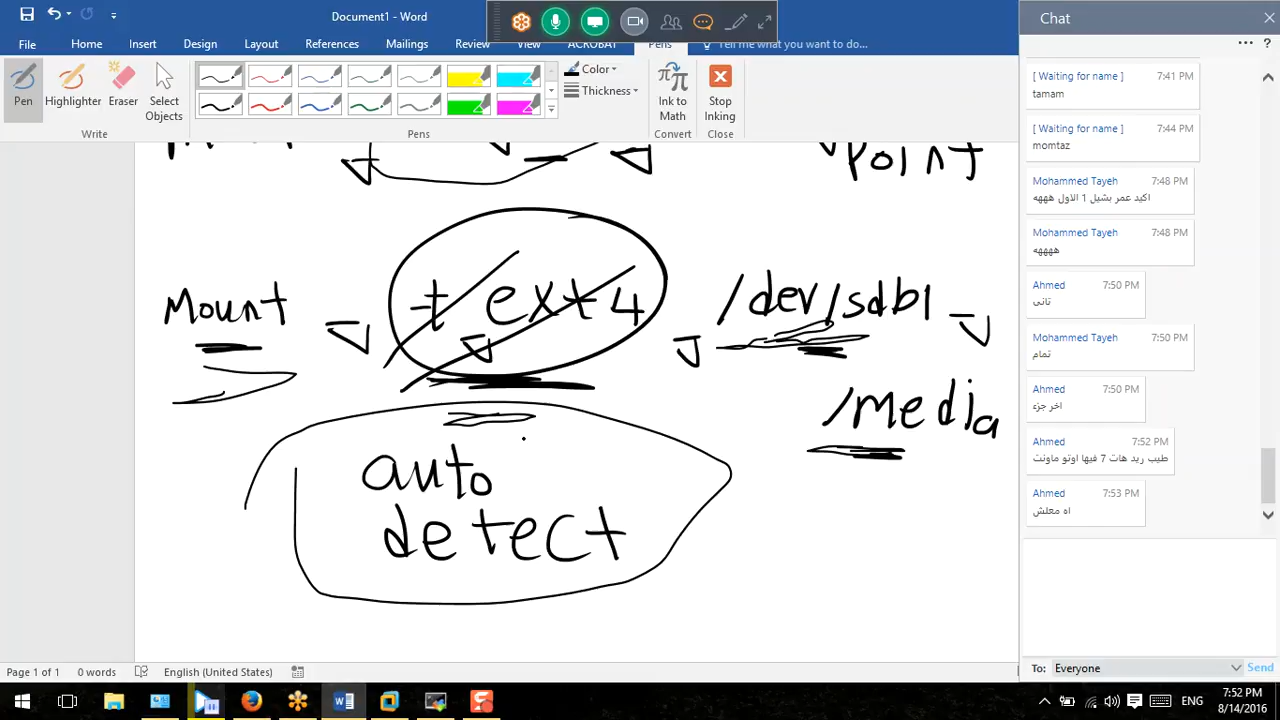 Document1 - Word
Chat
File Home Insert Design Layout References Mailings Review View ACROBAT Pens Tell me what you want to do...
Pen Highlighter Eraser Select Objects
Color
Thickness
Ink to Math
Stop Inking
Write Pens Convert Close
Point
Mount -t ext4 /dev/sdb1
/media
auto
detect
[ Waiting for name ] 7:41 PM
tamam
[ Waiting for name ] 7:44 PM
momtaz
Mohammed Tayeh 7:48 PM
اكيد عمر بشيل 1 الاول هههه
Mohammed Tayeh 7:48 PM
ههههه
Ahmed 7:50 PM
تانى
Mohammed Tayeh 7:50 PM
تمام
Ahmed 7:50 PM
اخر جزء
Ahmed 7:52 PM
طيب ريد هات 7 فيها اوتو ماونت
Ahmed 7:53 PM
اه معلش
To: Everyone Send
Page 1 of 1 0 words English (United States)
ENG
7:52 PM
8/14/2016